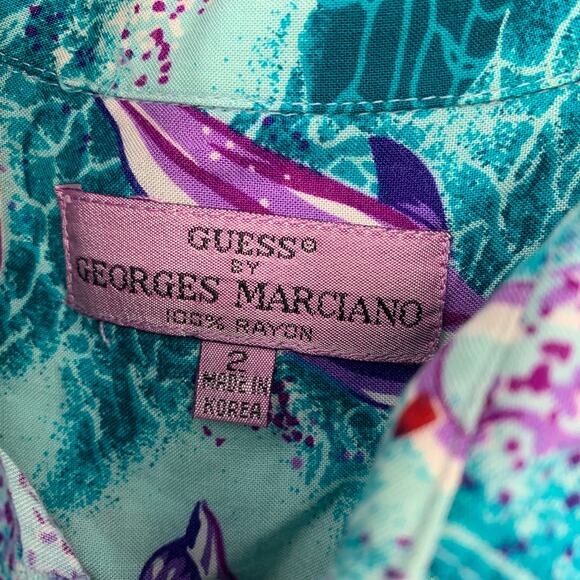 GUESS®
BY
GEORGES MARCIANO
100% RAYON
2
MADE IN
KOREA